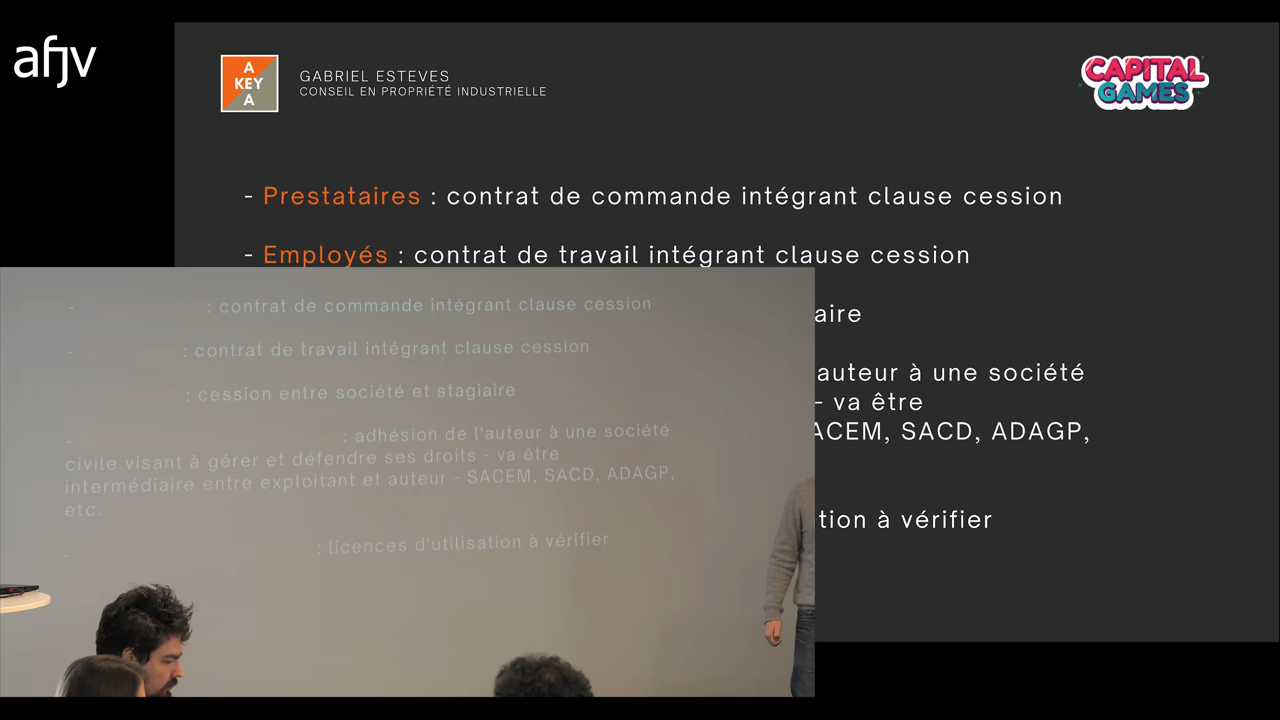 afjv
A
KEY
A
GABRIEL ESTEVES
CONSEIL EN PROPRIÉTÉ INDUSTRIELLE
CAPITAL
GAMES
- Prestataires : contrat de commande intégrant clause cession
- Employés : contrat de travail intégrant clause cession
aire
auteur à une société
- va être
ACEM, SACD, ADAGP,
tion à vérifier
- : contrat de commande intégrant clause cession
- : contrat de travail intégrant clause cession
: cession entre société et stagiaire
- : adhésion de l'auteur à une société
civile visant à gérer et défendre ses droits - va être
intermédiaire entre exploitant et auteur - SACEM, SACD, ADAGP,
etc.
- : licences d'utilisation à vérifier